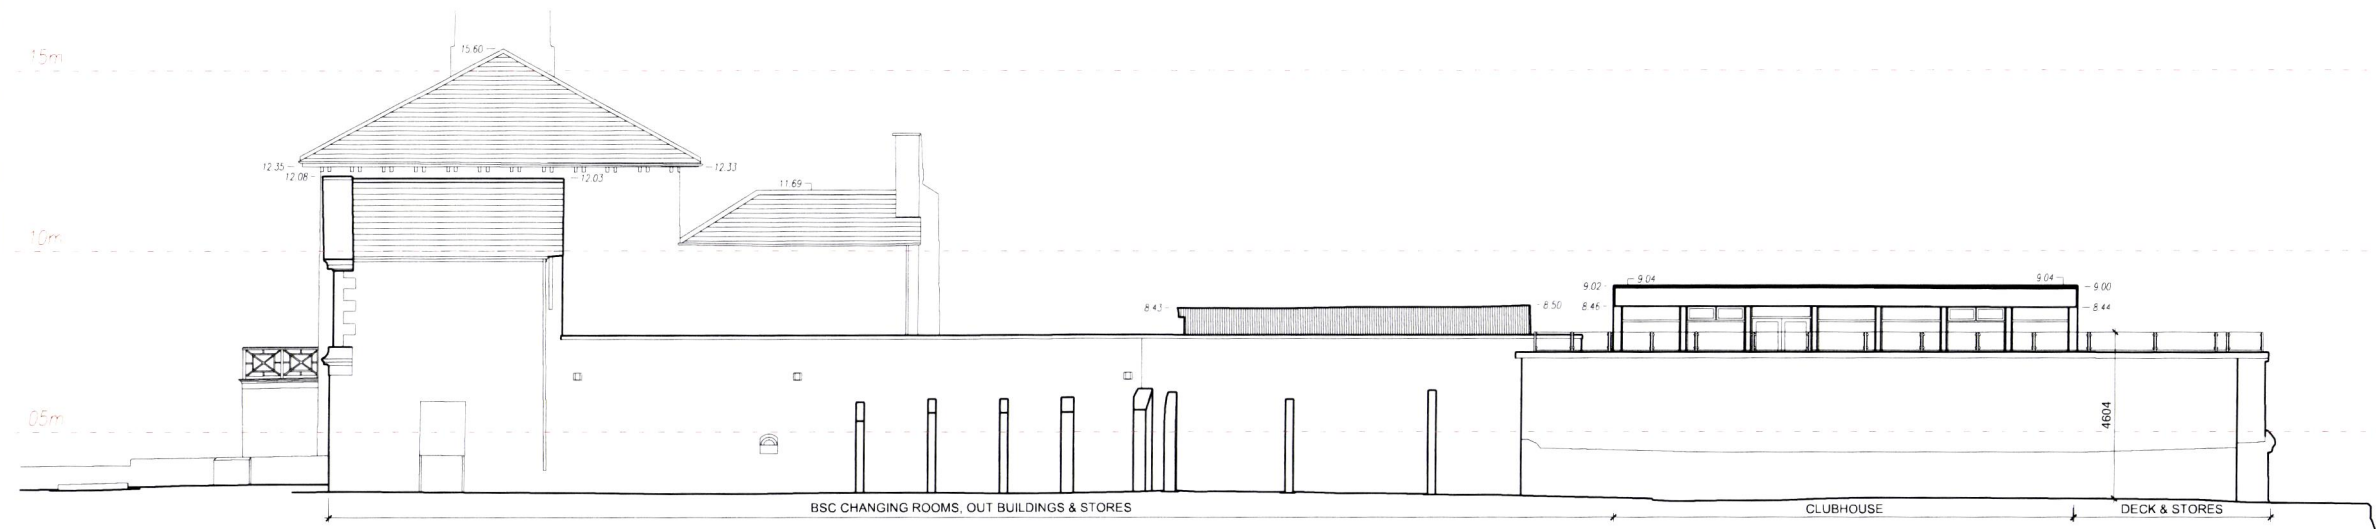 15m
15.60
12.35
12.33
12.08
12.03
11.69
10m
9.04
9.04
9.02
9.00
8.43
8.50
8.46
8.44
05m
4604
BSC CHANGING ROOMS, OUT BUILDINGS & STORES
CLUBHOUSE
DECK & STORES